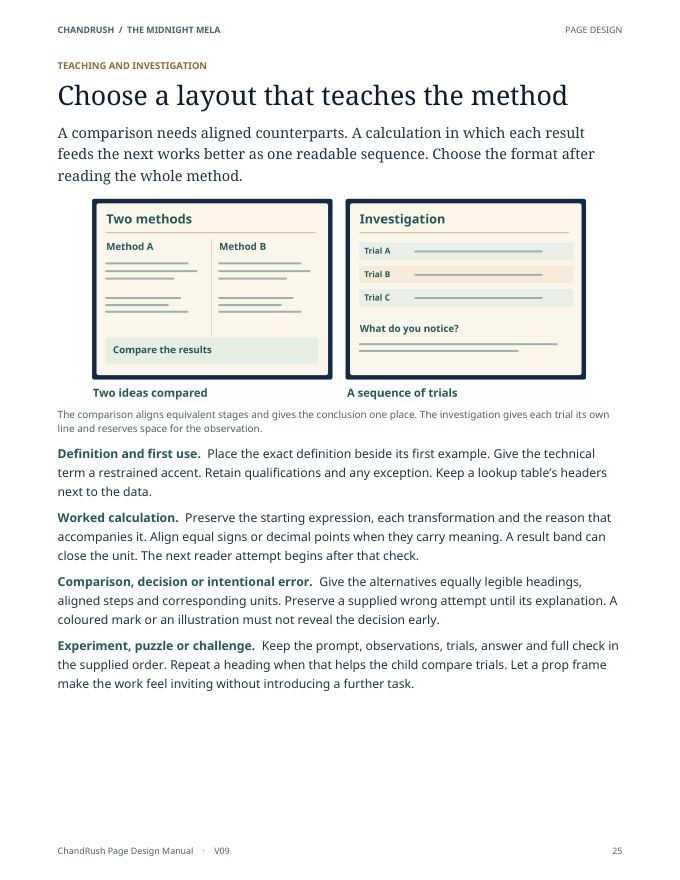 CHANDRUSH / THE MIDNIGHT MELA
PAGE DESIGN
TEACHING AND INVESTIGATION
Choose a layout that teaches the method
A comparison needs aligned counterparts. A calculation in which each result
feeds the next works better as one readable sequence. Choose the format after
reading the whole method.
Two methods
Method A
Method B
Compare the results
Investigation
Trial A
Trial B
Trial C
What do you notice?
Two ideas compared
A sequence of trials
The comparison aligns equivalent stages and gives the conclusion one place. The investigation gives each trial its own
line and reserves space for the observation.
Definition and first use. Place the exact definition beside its first example. Give the technical
term a restrained accent. Retain qualifications and any exception. Keep a lookup table’s headers
next to the data.
Worked calculation. Preserve the starting expression, each transformation and the reason that
accompanies it. Align equal signs or decimal points when they carry meaning. A result band can
close the unit. The next reader attempt begins after that check.
Comparison, decision or intentional error. Give the alternatives equally legible headings,
aligned steps and corresponding units. Preserve a supplied wrong attempt until its explanation. A
coloured mark or an illustration must not reveal the decision early.
Experiment, puzzle or challenge. Keep the prompt, observations, trials, answer and full check in
the supplied order. Repeat a heading when that helps the child compare trials. Let a prop frame
make the work feel inviting without introducing a further task.
ChandRush Page Design Manual · V09
25